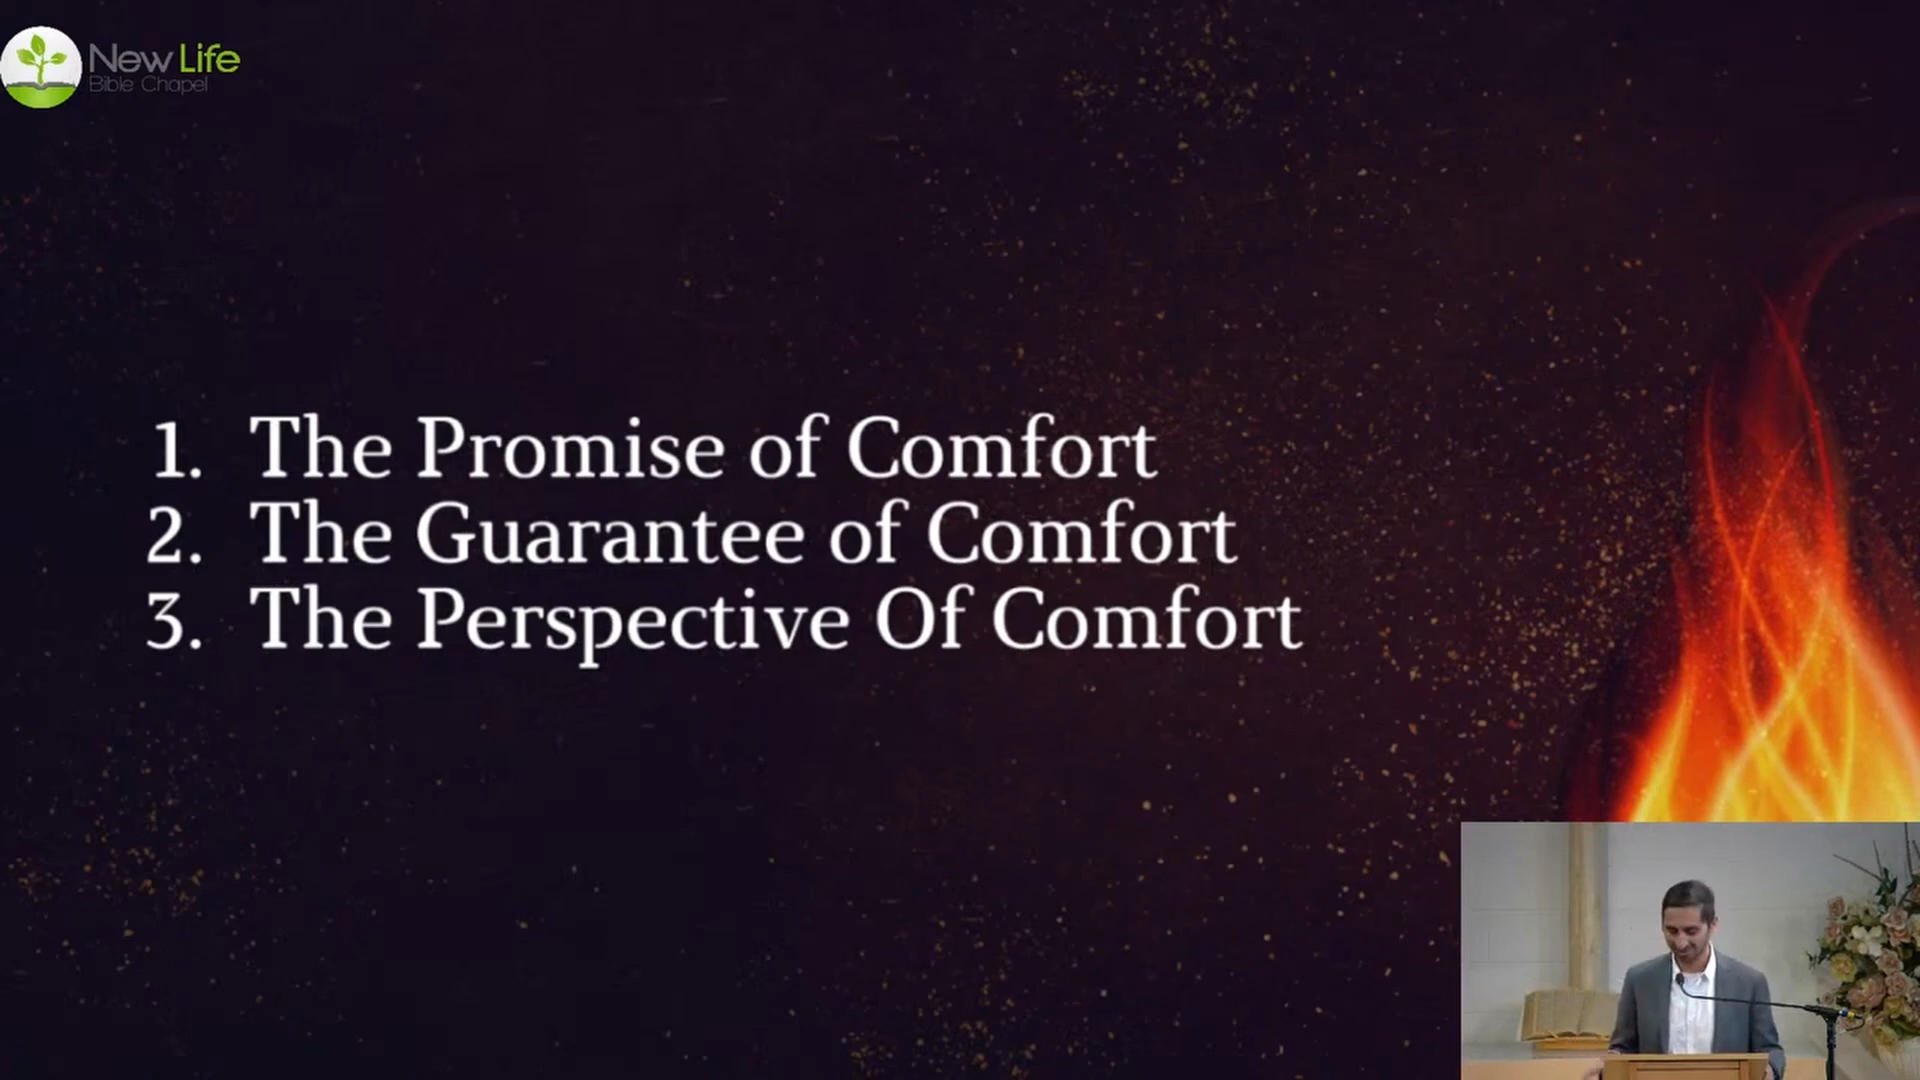 New Life
Bible Chapel
1. The Promise of Comfort
2. The Guarantee of Comfort
3. The Perspective Of Comfort